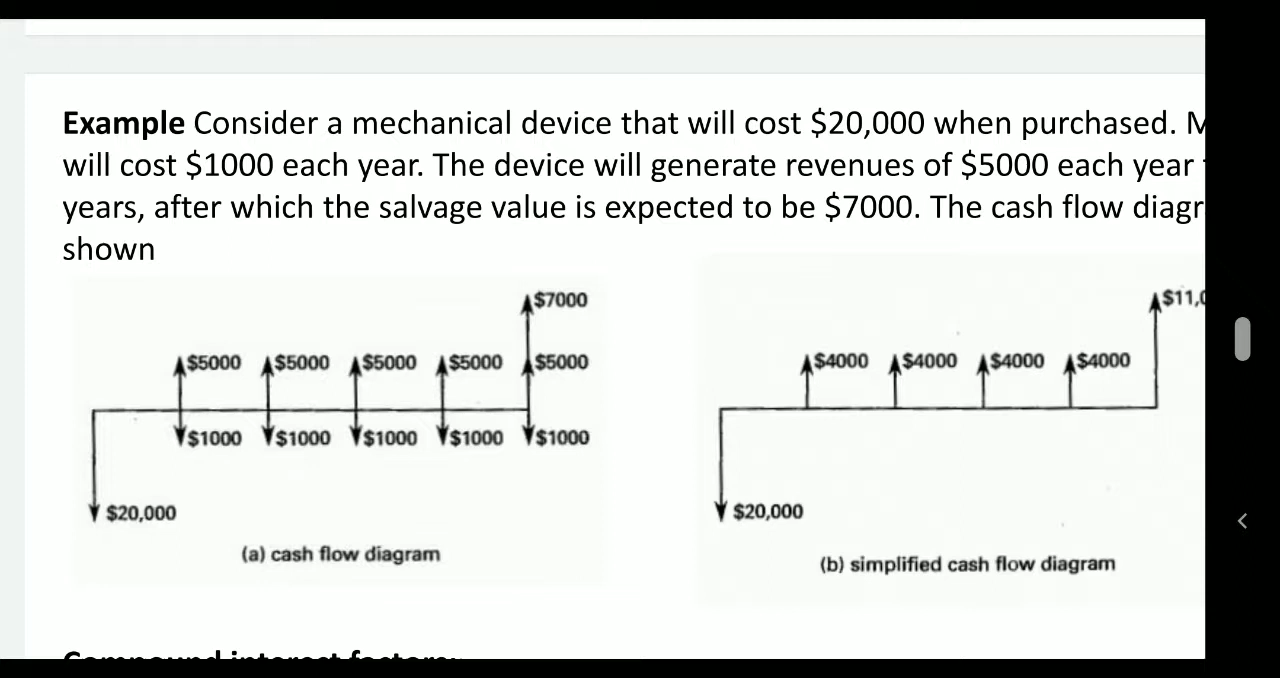 Example Consider a mechanical device that will cost $20,000 when purchased.
will cost $1000 each year. The device will generate revenues of $5000 each year
years, after which the salvage value is expected to be $7000. The cash flow
shown
$7000
$5000 $5000 $5000 $5000 $5000
$1000 $1000 $1000 $1000 $1000
$20,000
(a) cash flow diagram
$4000 $4000 $4000 $4000
$20,000
(b) simplified cash flow diagram
Compound interest factors: